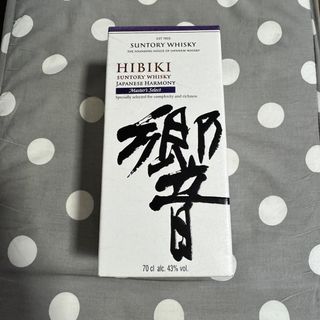 EST 1923
SUNTORY WHISKY
THE FOUNDING HOUSE OF JAPANESE WHISKY
HIBIKI
SUNTORY WHISKY
JAPANESE HARMONY
Master's Select
Specially selected for complexity and richness
響
70 cl alc. 43% vol.